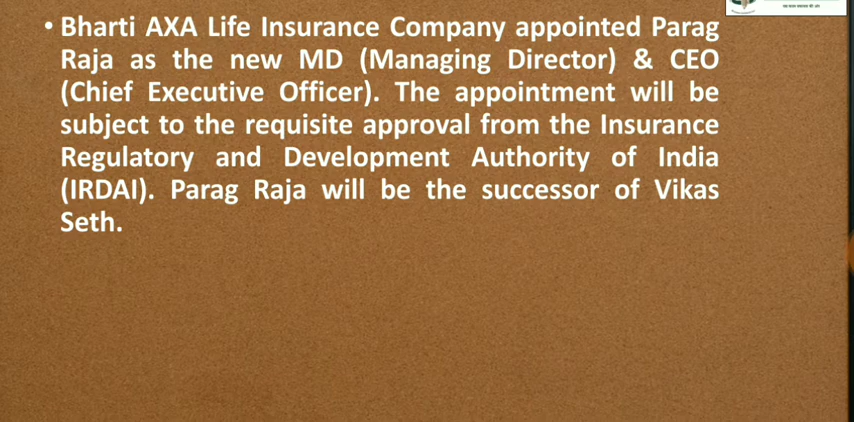 • Bharti AXA Life Insurance Company appointed Parag
Raja as the new MD (Managing Director) & CEO
(Chief Executive Officer). The appointment will be
subject to the requisite approval from the Insurance
Regulatory and Development Authority of India
(IRDAI). Parag Raja will be the successor of Vikas
Seth.